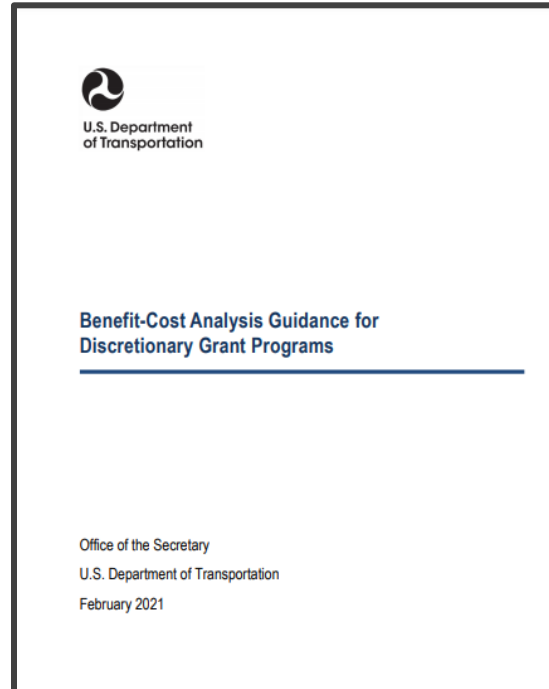 U.S. Department
of Transportation
Benefit-Cost Analysis Guidance for
Discretionary Grant Programs
Office of the Secretary
U.S. Department of Transportation
February 2021